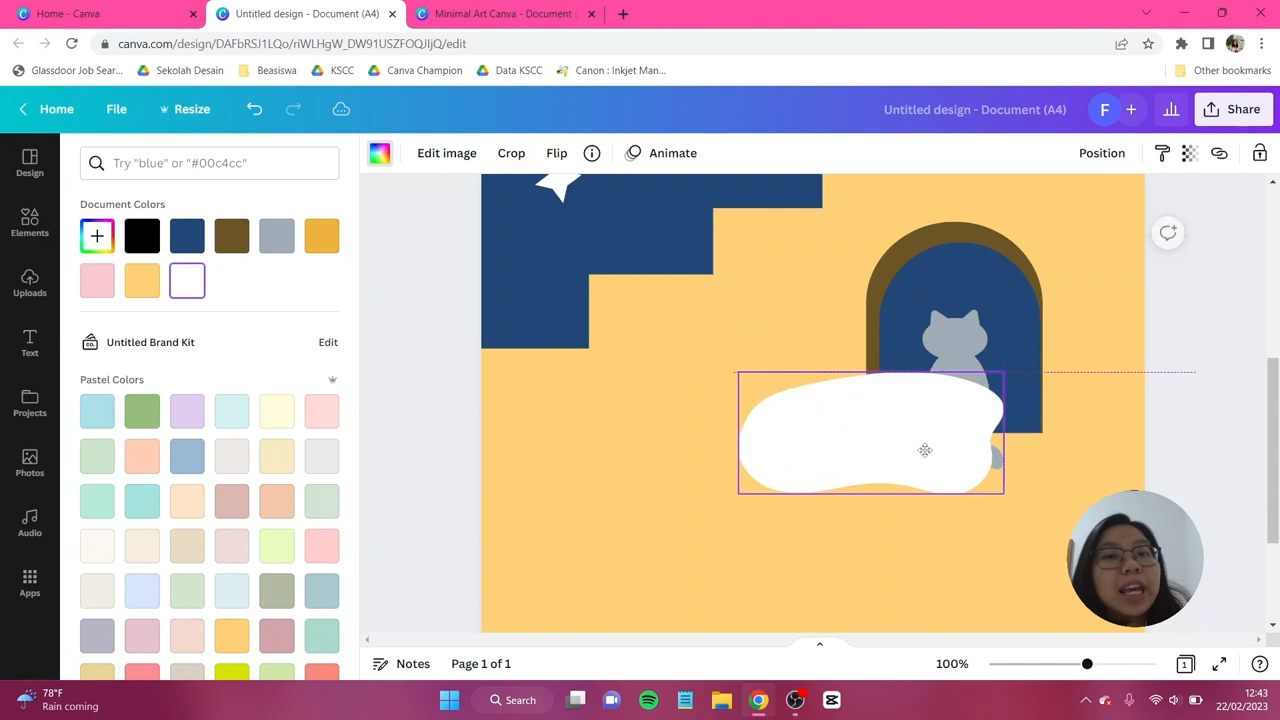 Home - Canva
Untitled design - Document (A4)
Minimal Art Canva - Document (
canva.com/design/DAFbRSJ1LQo/riWLHgW_DW91USZFOQJIjQ/edit
Glassdoor Job Sear...
Sekolah Desain
Beasiswa
KSCC
Canva Champion
Data KSCC
Canon : Inkjet Man...
Other bookmarks
Home
File
Resize
Untitled design - Document (A4)
F
Share
Design
Elements
Uploads
Text
Projects
Photos
Audio
Apps
Try "blue" or "#00c4cc"
Edit image
Crop
Flip
Animate
Position
Document Colors
Untitled Brand Kit
Edit
Pastel Colors
Notes
Page 1 of 1
100%
1
78°F
Rain coming
Search
12:43
22/02/2023